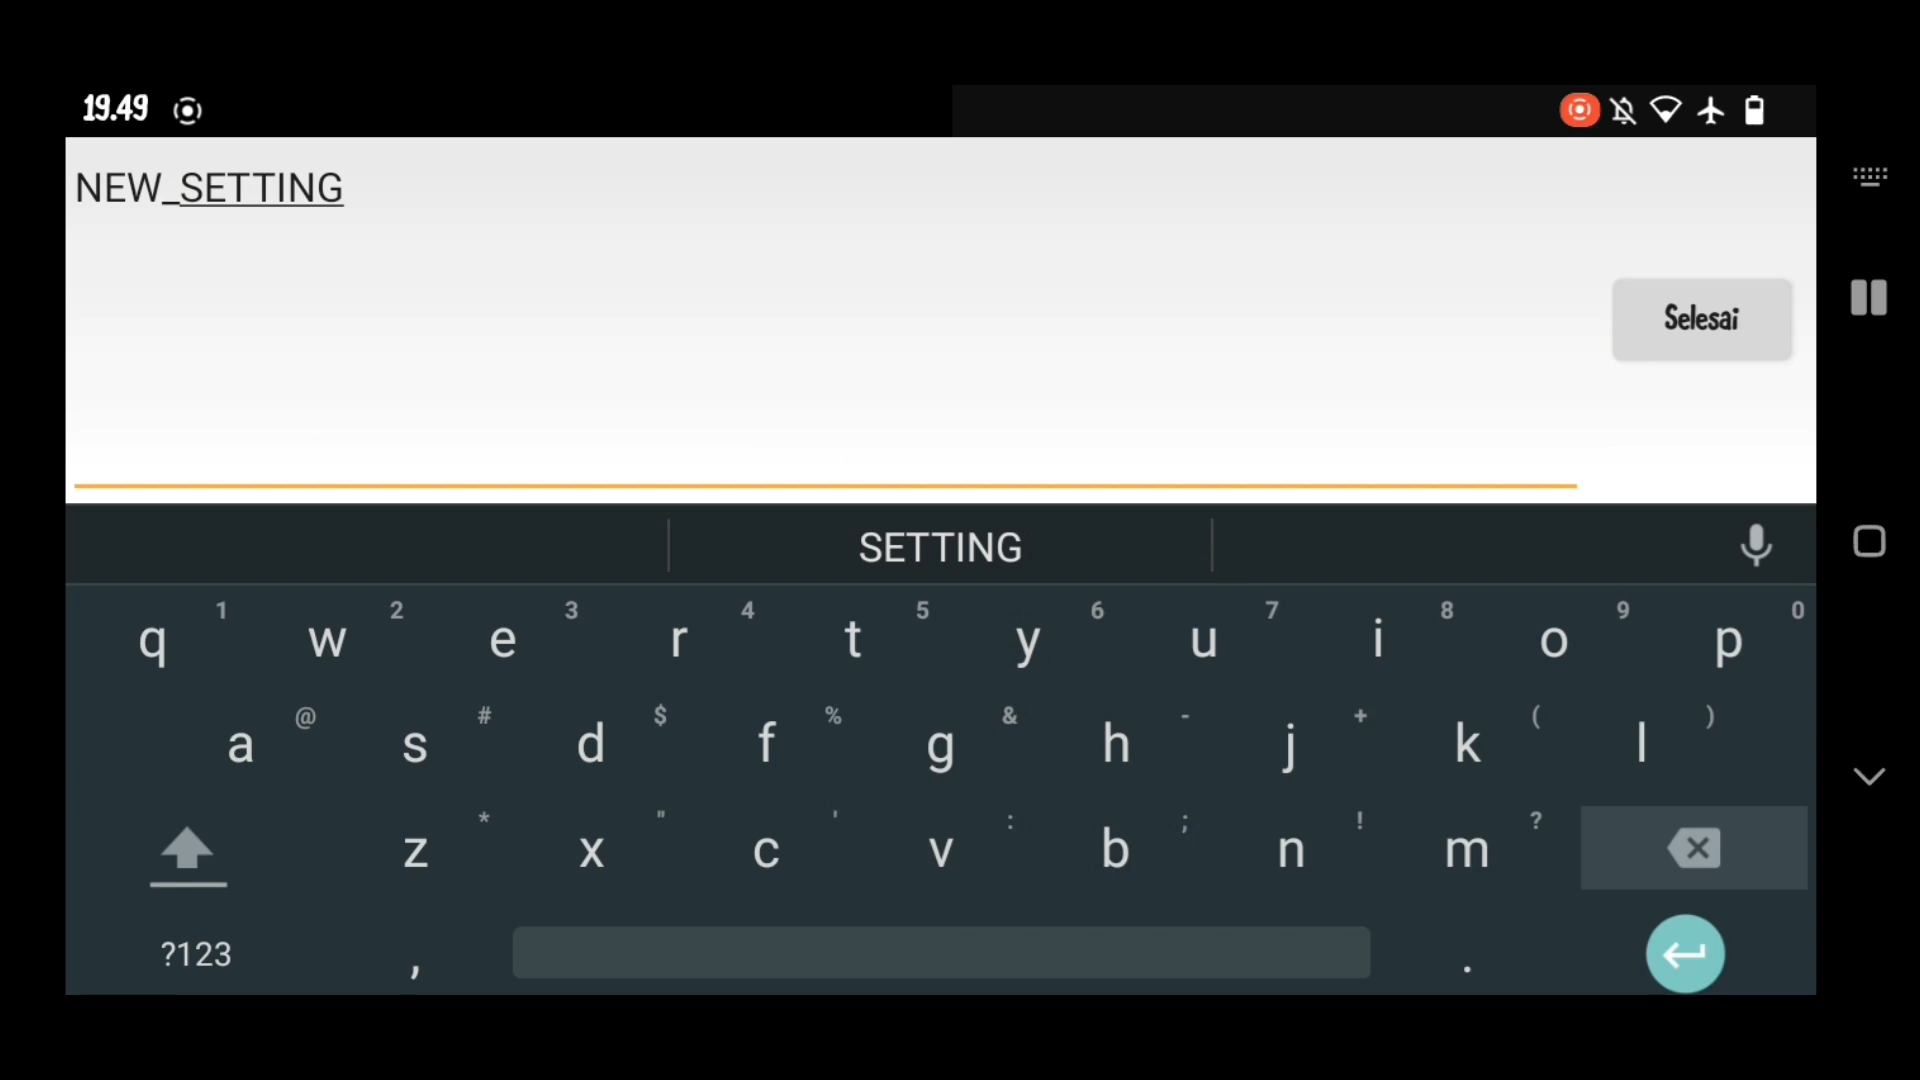 19.49
NEW_SETTING
Selesai
SETTING
q 1 w 2 e 3 r 4 t 5 y 6 u 7 i 8 o 9 p 0
a @ s # d $ f % g & h - j + k ( l )
z * x " c ' v : b ; n ! m ?
?123 , .